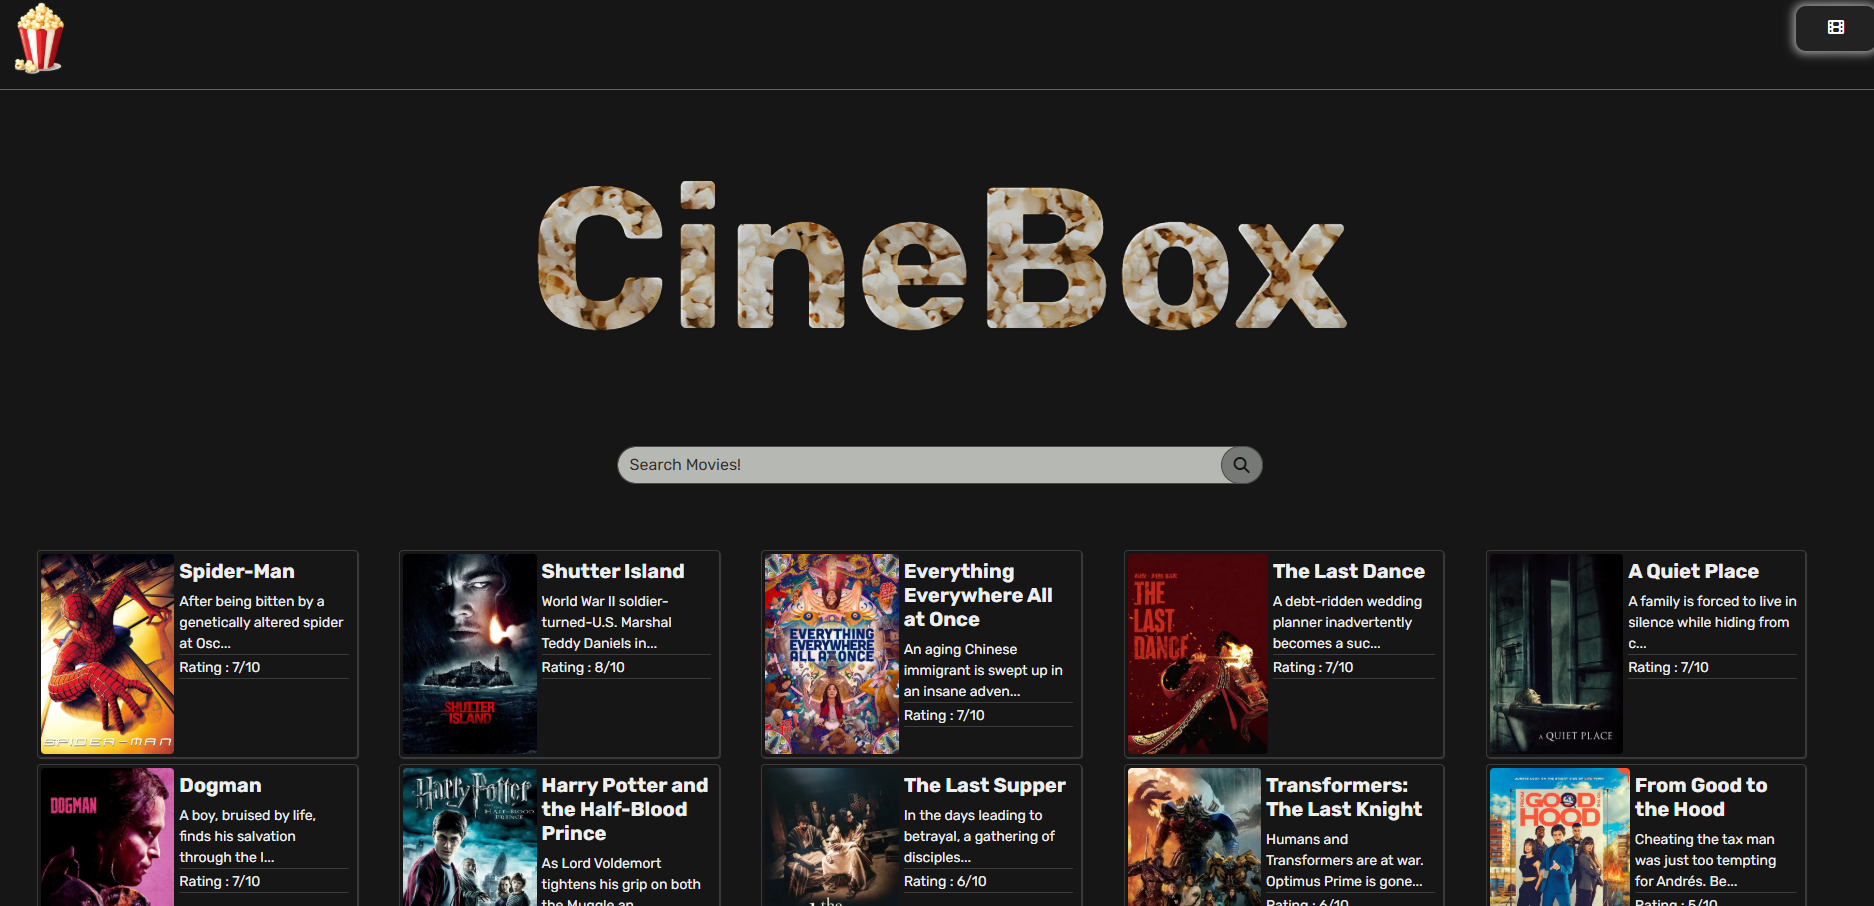 CineBox
Search Movies!
Spider-Man
After being bitten by a
genetically altered spider
at Osc...
Rating : 7/10
SPIDER-MAN
Shutter Island
World War II soldier-
turned-U.S. Marshal
Teddy Daniels in...
Rating : 8/10
SHUTTER
ISLAND
Everything
Everywhere All
at Once
An aging Chinese
immigrant is swept up in
an insane adven...
Rating : 7/10
EVERYTHING
EVERYWHERE
ALL AT ONCE
The Last Dance
A debt-ridden wedding
planner inadvertently
becomes a suc...
Rating : 7/10
THE
LAST
DANCE
A Quiet Place
A family is forced to live in
silence while hiding from
c...
Rating : 7/10
A QUIET PLACE
Dogman
A boy, bruised by life,
finds his salvation
through the l...
Rating : 7/10
DOGMAN
Harry Potter and
the Half-Blood
Prince
As Lord Voldemort
tightens his grip on both
the Muggle an
Harry Potter
AND THE
HALF-BLOOD
PRINCE
The Last Supper
In the days leading to
betrayal, a gathering of
disciples...
Rating : 6/10
the
Transformers:
The Last Knight
Humans and
Transformers are at war.
Optimus Prime is gone...
Rating : 6/10
From Good to
the Hood
Cheating the tax man
was just too tempting
for Andrés. Be...
Rating : 5/10
FROM
GOOD
HOOD